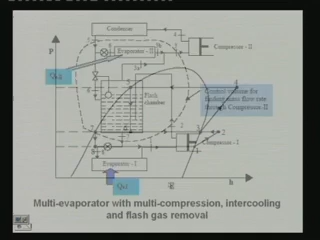 Condenser
P
Evaporator - II
Compressor - II
Flash
chamber
Control volume for
finding mass flow rate
through Compressor-II
Compressor - I
Evaporator - I
h
Multi-evaporator with multi-compression, intercooling
and flash gas removal